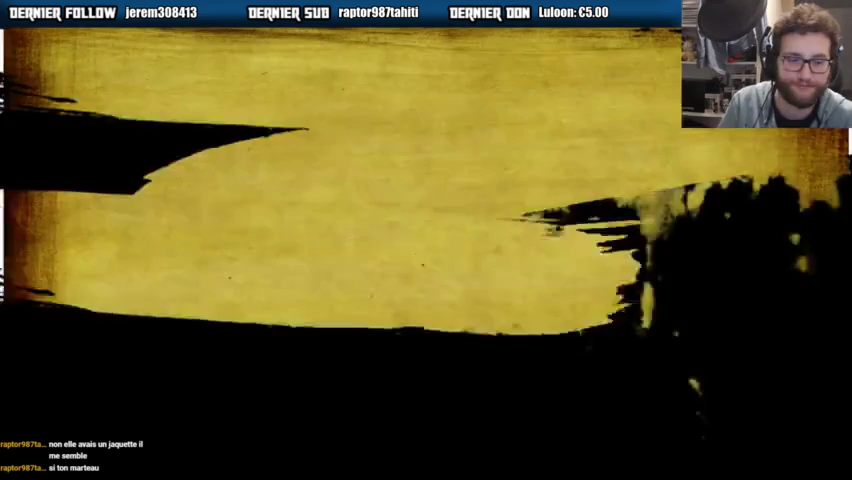 DERNIER FOLLOW jerem308413 DERNIER SUB raptor987tahiti DERNIER DON Luloon: €5.00
raptor987ta... non elle avais un jaquette il
me semble
raptor987ta... si ton marteau